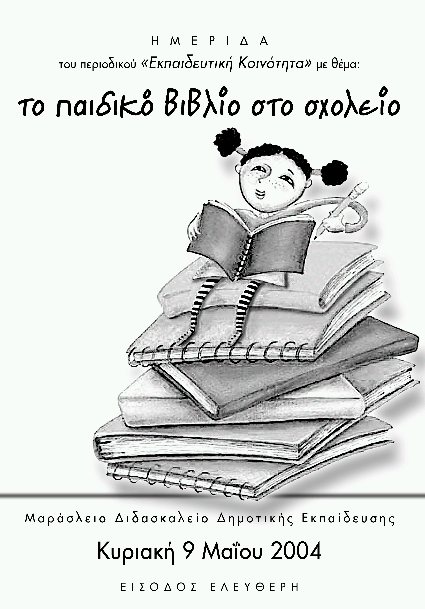 ΗΜΕΡΙΔΑ
του περιοδικού «Εκπαιδευτική Κοινότητα» με θέμα:
το παιδικό βιβλίο στο σχολείο
Μαράσλειο Διδασκαλείο Δημοτικής Εκπαίδευσης
Κυριακή 9 Μαΐου 2004
ΕΙΣΟΔΟΣ ΕΛΕΥΘΕΡΗ